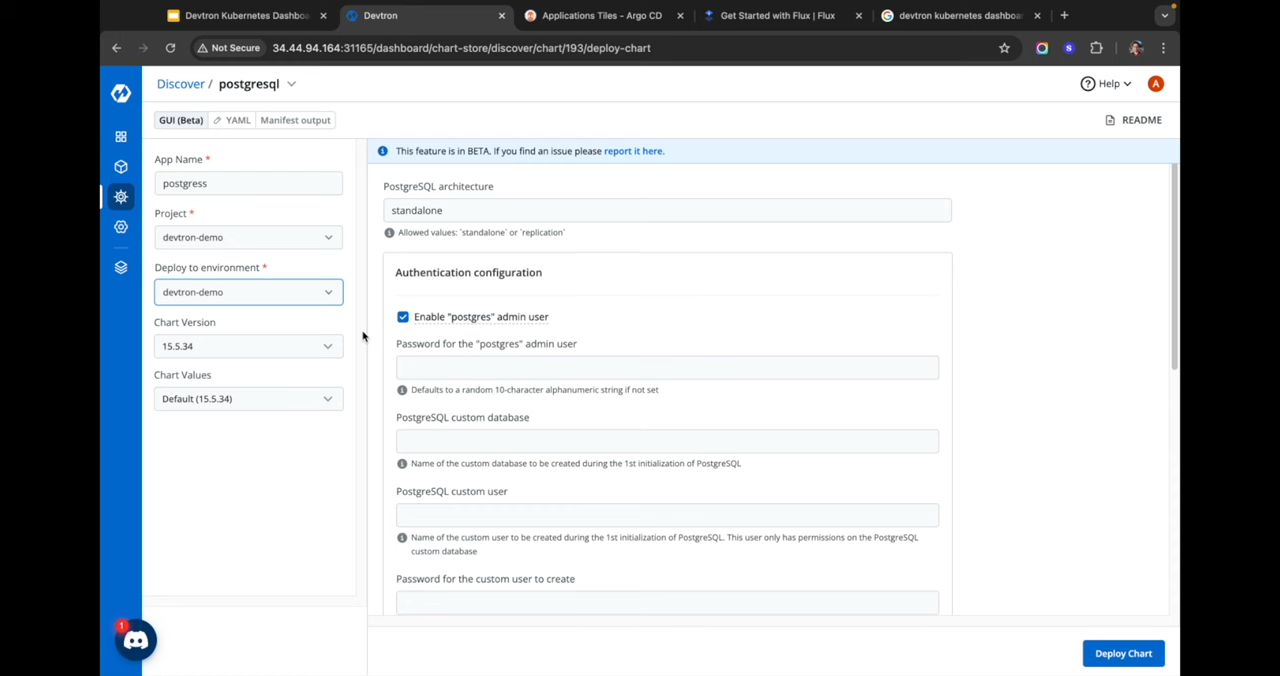 Devtron Kubernetes Dashbo
Devtron
Applications Tiles - Argo CD
Get Started with Flux | Flux
devtron kubernetes dashboar
Not Secure
34.44.94.164:31165/dashboard/chart-store/discover/chart/193/deploy-chart
Discover / postgresql
Help
A
GUI (Beta)
YAML
Manifest output
README
This feature is in BETA. If you find an issue please report it here.
App Name *
postgress
Project *
devtron-demo
Deploy to environment *
devtron-demo
Chart Version
15.5.34
Chart Values
Default (15.5.34)
PostgreSQL architecture
standalone
Allowed values: `standalone` or `replication`
Authentication configuration
Enable "postgres" admin user
Password for the "postgres" admin user
Defaults to a random 10-character alphanumeric string if not set
PostgreSQL custom database
Name of the custom database to be created during the 1st initialization of PostgreSQL
PostgreSQL custom user
Name of the custom user to be created during the 1st initialization of PostgreSQL. This user only has permissions on the PostgreSQL
custom database
Password for the custom user to create
1
Deploy Chart